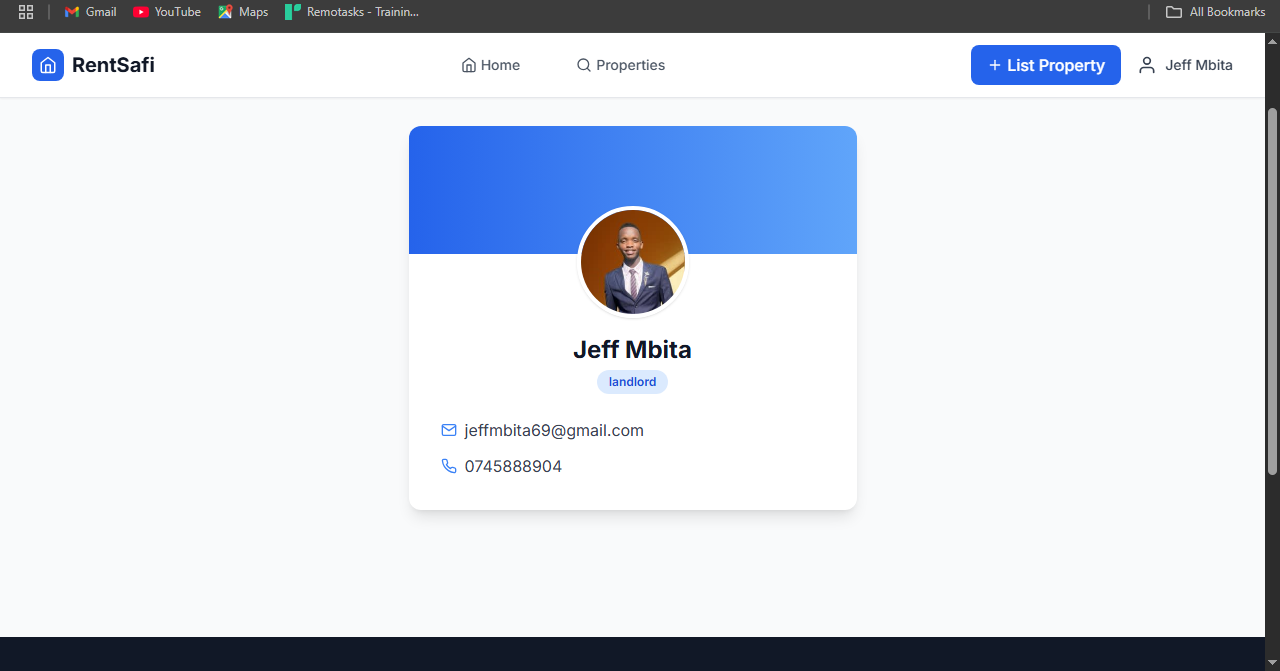 Gmail YouTube Maps Remotasks - Trainin... All Bookmarks
RentSafi Home Properties + List Property Jeff Mbita
Jeff Mbita
landlord
jeffmbita69@gmail.com
0745888904